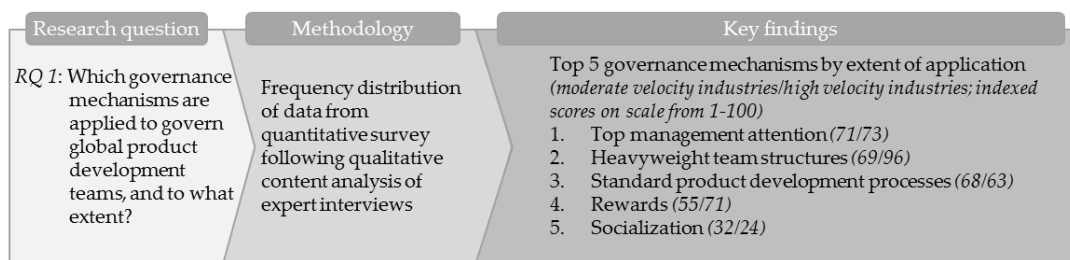 Research question
Methodology
Key findings
RQ 1: Which governance
mechanisms are
applied to govern
global product
development
teams, and to what
extent?
Frequency distribution
of data from
quantitative survey
following qualitative
content analysis of
expert interviews
Top 5 governance mechanisms by extent of application
(moderate velocity industries/high velocity industries; indexed
scores on scale from 1-100)
1. Top management attention (71/73)
2. Heavyweight team structures (69/96)
3. Standard product development processes (68/63)
4. Rewards (55/71)
5. Socialization (32/24)